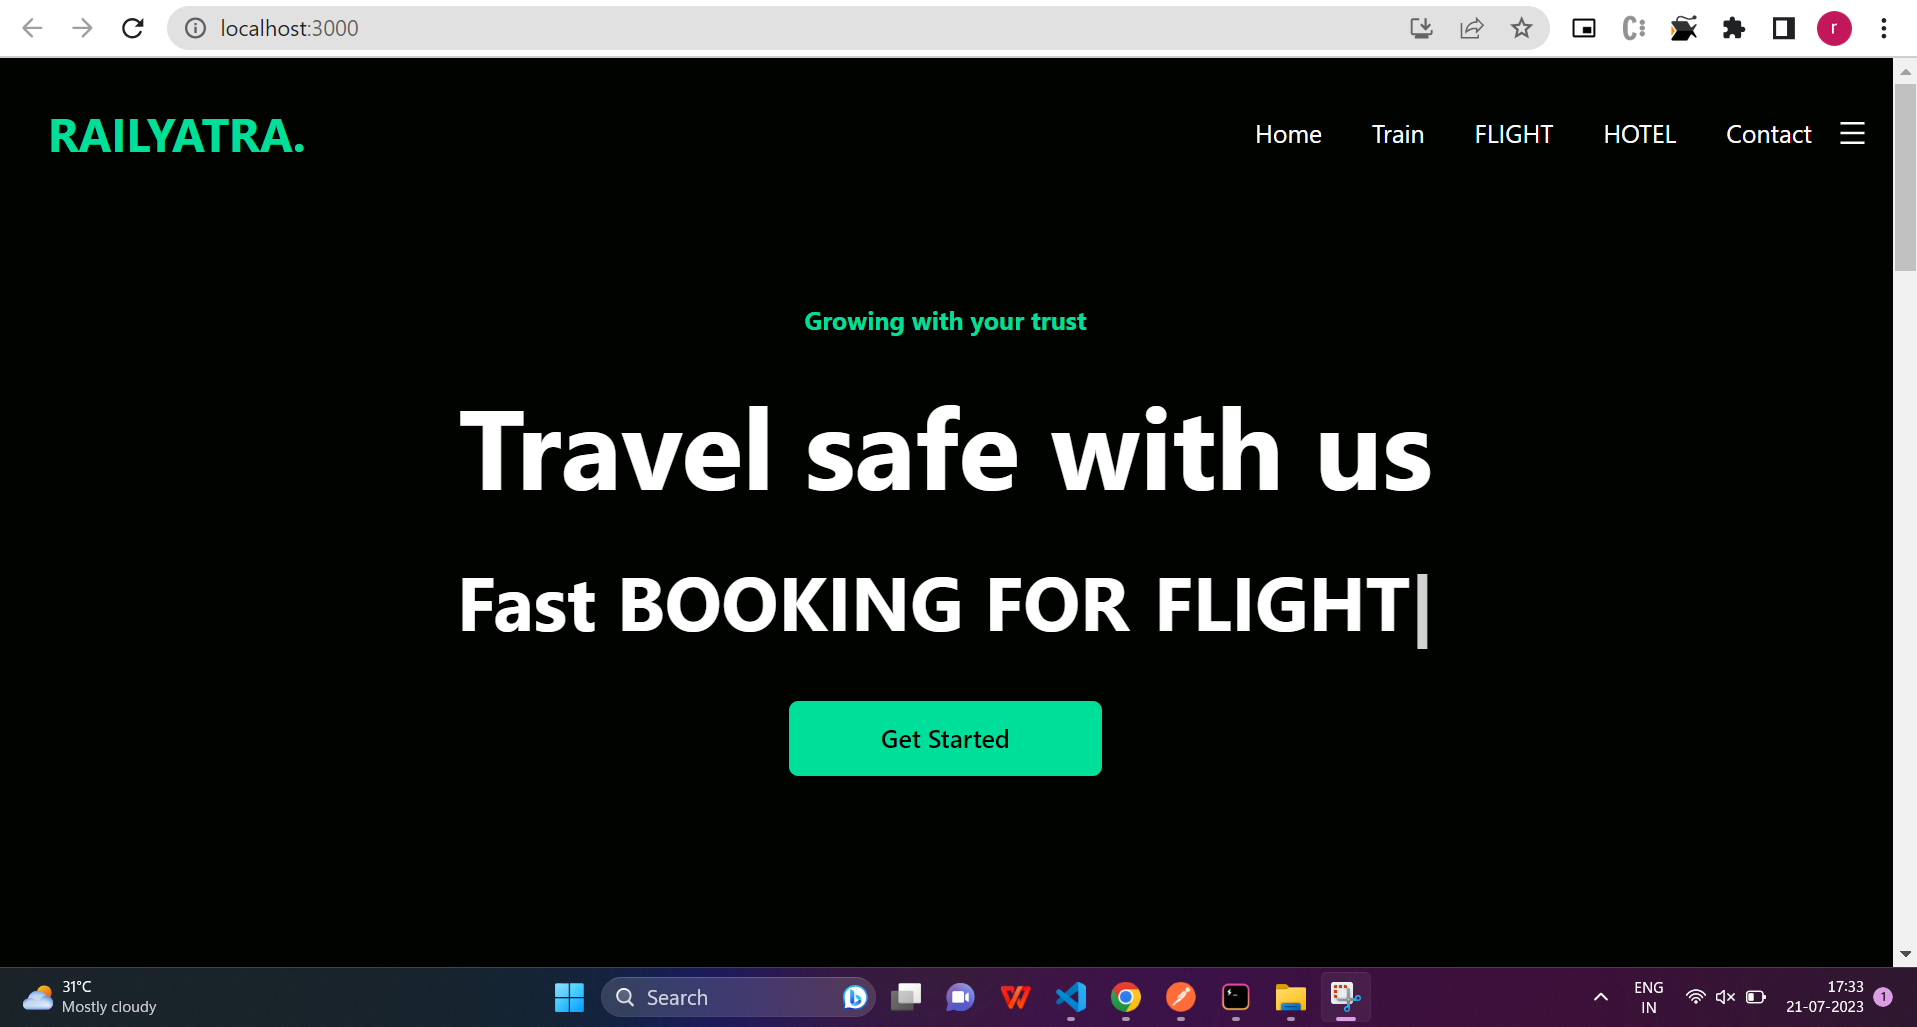 localhost:3000
r
RAILYATRA.
Home Train FLIGHT HOTEL Contact
Growing with your trust
Travel safe with us
Fast BOOKING FOR FLIGHT
Get Started
31°C
Mostly cloudy
Search
ENG
IN
17:33
21-07-2023
1